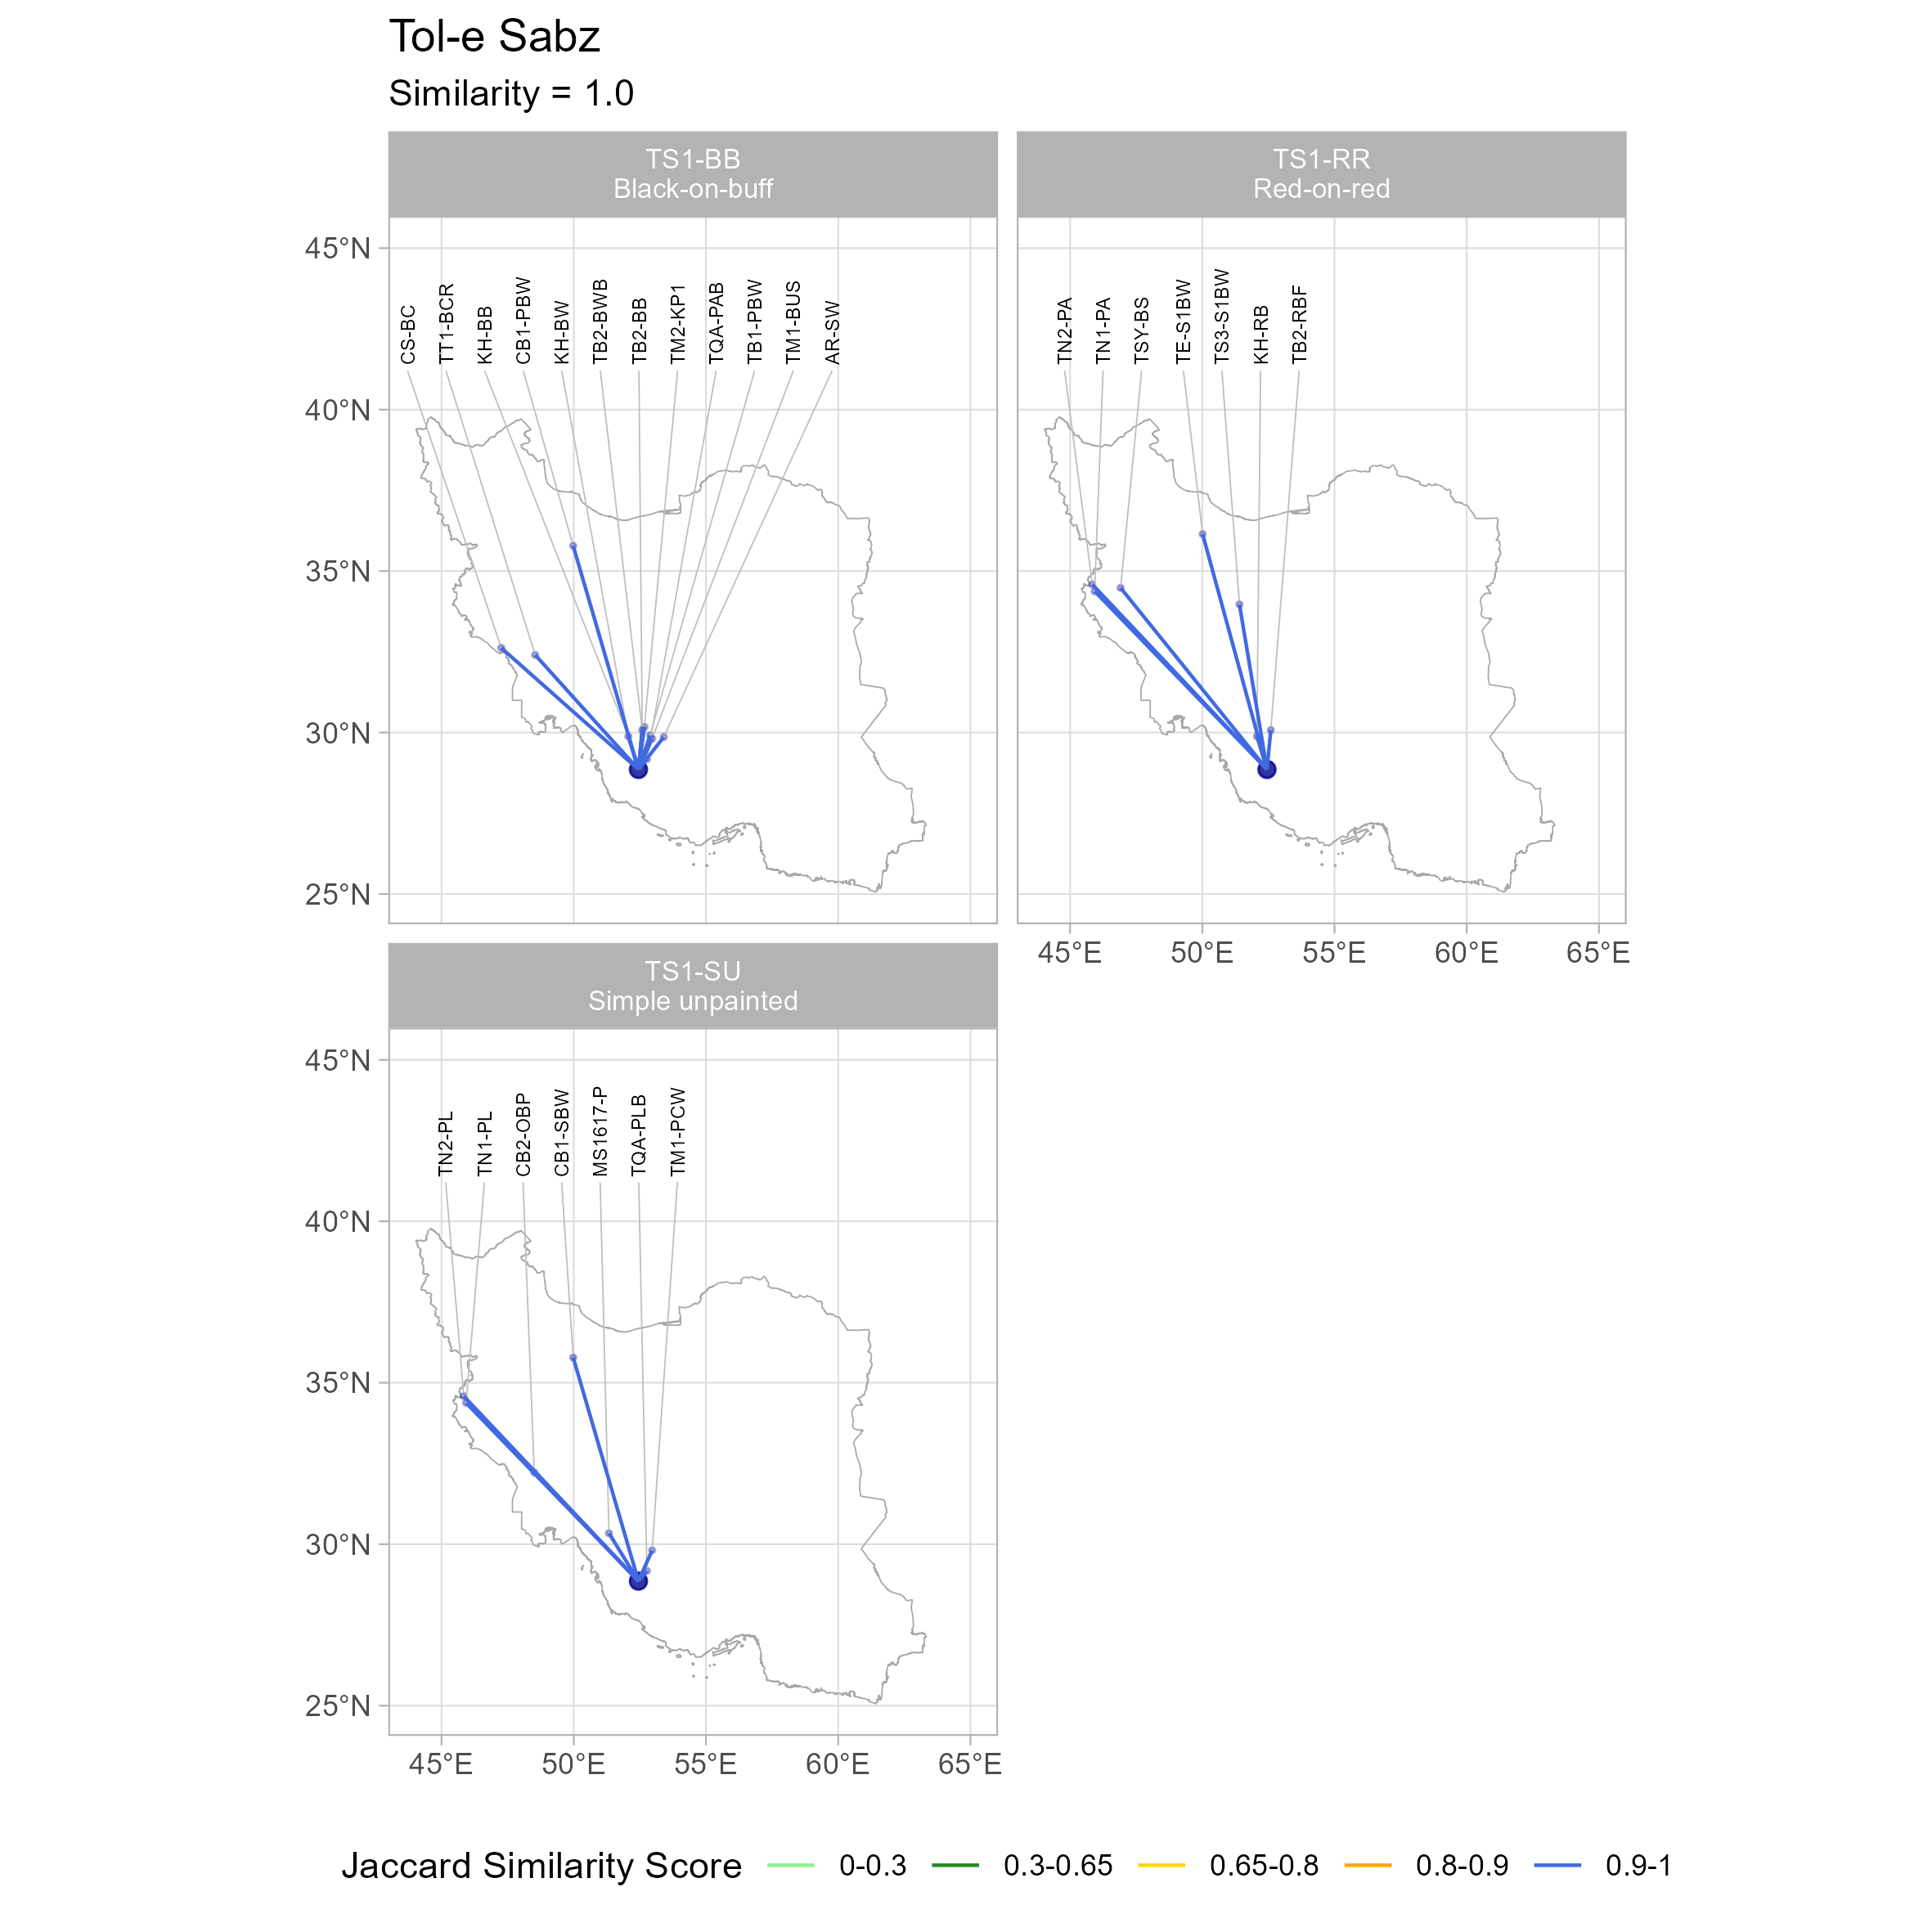 Tol-e Sabz
Similarity = 1.0
TS1-BB
Black-on-buff
TS1-RR
Red-on-red
45°N
40°N
35°N
30°N
25°N
CS-BC
TT1-BCR
KH-BB
CB1-PBW
KH-BW
TB2-BWB
TB2-BB
TM2-KP1
TQA-PAB
TB1-PBW
TM1-BUS
AR-SW
TN2-PA
TN1-PA
TSY-BS
TE-S1BW
TS3-S1BW
KH-RB
TB2-RBF
45°E 50°E 55°E 60°E 65°E
TS1-SU
Simple unpainted
45°N
40°N
35°N
30°N
25°N
TN2-PL
TN1-PL
CB2-OBP
CB1-SBW
MS1617-P
TQA-PLB
TM1-PCW
45°E 50°E 55°E 60°E 65°E
Jaccard Similarity Score 0-0.3 0.3-0.65 0.65-0.8 0.8-0.9 0.9-1